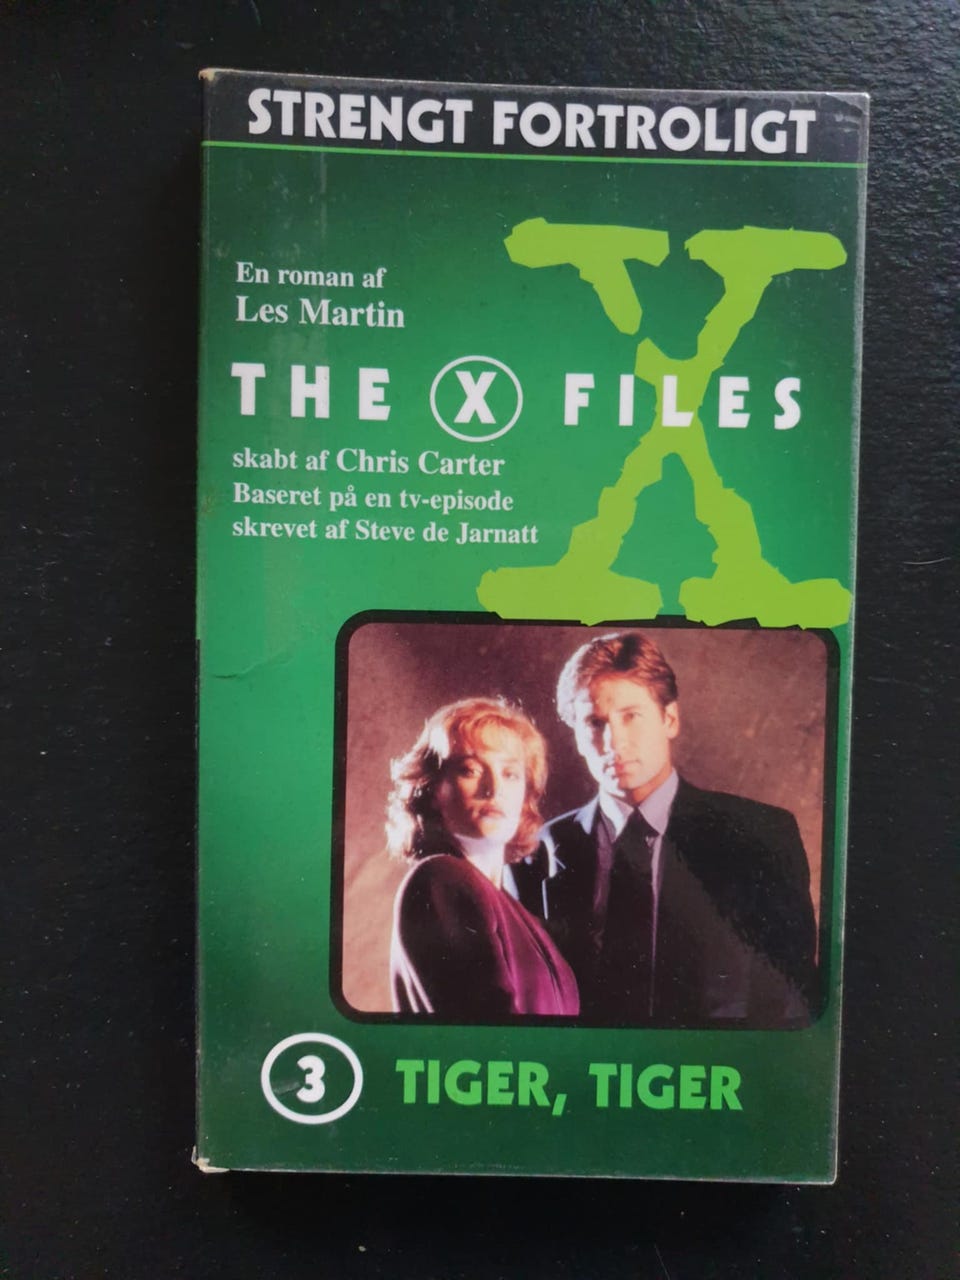 STRENGT FORTROLIGT
En roman af
Les Martin
THE X FILES
skabt af Chris Carter
Baseret på en tv-episode
skrevet af Steve de Jarnatt
3 TIGER, TIGER